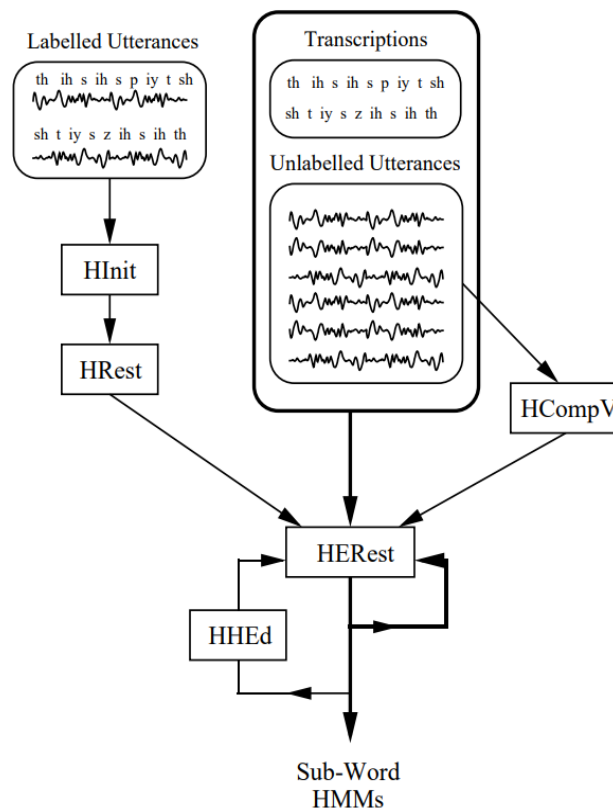 Labelled Utterances
th ih s ih s p iy t sh
sh t iy s z ih s ih th
HInit
HRest
Transcriptions
th ih s ih s p iy t sh
sh t iy s z ih s ih th
Unlabelled Utterances
HCompV
HERest
HHEd
Sub-Word
HMMs